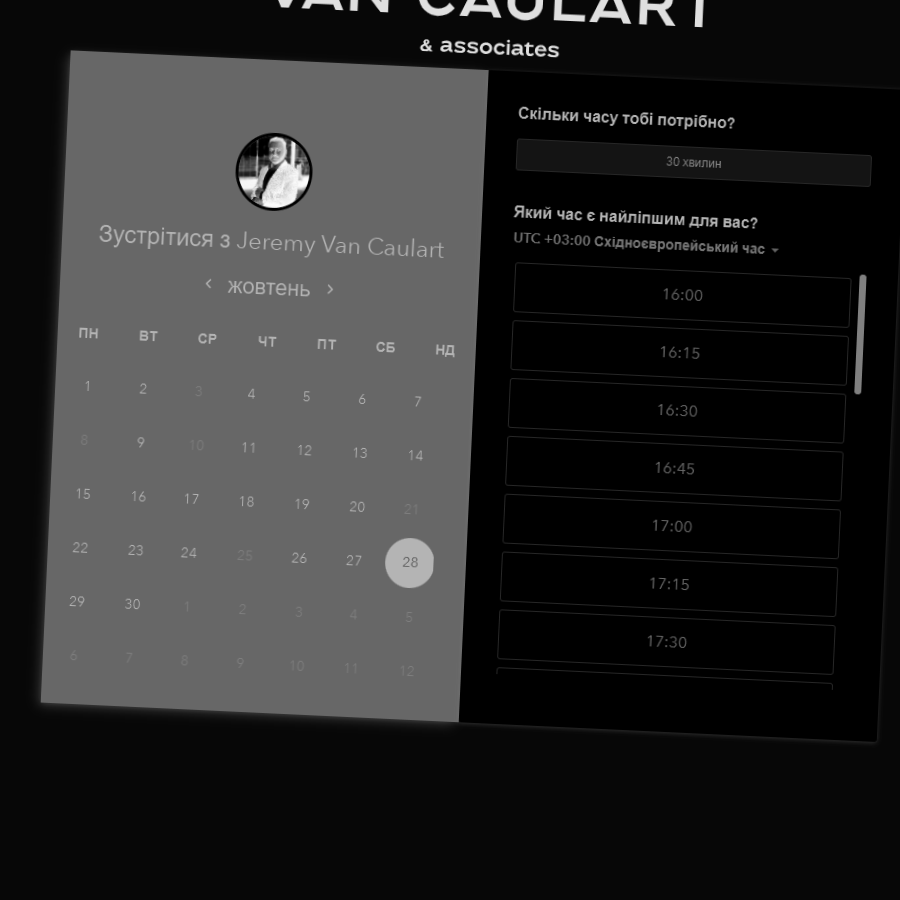 VAN CAULART
& associates
Зустрітися з Jeremy Van Caulart
жовтень
ПН ВТ СР ЧТ ПТ СБ НД
1 2 3 4 5 6 7
8 9 10 11 12 13 14
15 16 17 18 19 20 21
22 23 24 25 26 27 28
29 30 1 2 3 4 5
6 7 8 9 10 11 12
Скільки часу тобі потрібно?
30 хвилин
Який час є найліпшим для вас?
UTC +03:00 Східноєвропейський час
16:00
16:15
16:30
16:45
17:00
17:15
17:30